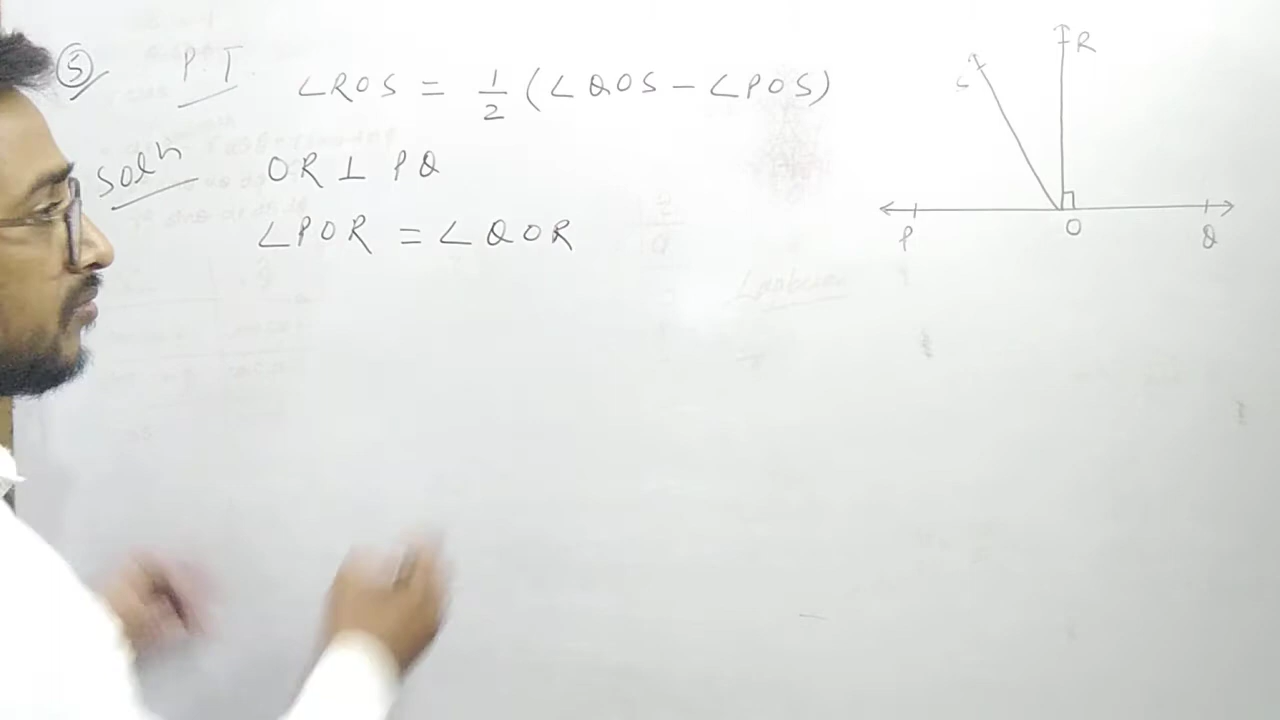 5 P.T. ∠ROS = 1/2 (∠QOS - ∠POS)
Soln OR ⊥ PQ
∠POR = ∠QOR
R
P O Q